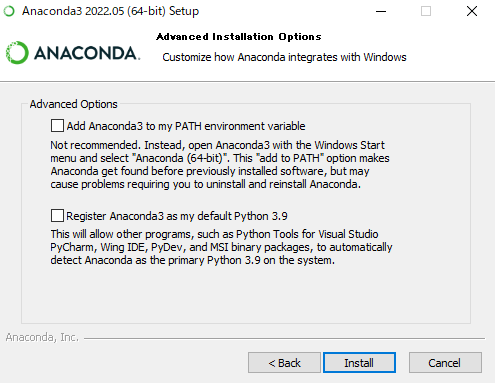 Anaconda3 2022.05 (64-bit) Setup
Advanced Installation Options
ANACONDA.
Customize how Anaconda integrates with Windows
Advanced Options
Add Anaconda3 to my PATH environment variable
Not recommended. Instead, open Anaconda3 with the Windows Start
menu and select "Anaconda (64-bit)". This "add to PATH" option makes
Anaconda get found before previously installed software, but may
cause problems requiring you to uninstall and reinstall Anaconda.
Register Anaconda3 as my default Python 3.9
This will allow other programs, such as Python Tools for Visual Studio
PyCharm, Wing IDE, PyDev, and MSI binary packages, to automatically
detect Anaconda as the primary Python 3.9 on the system.
Anaconda, Inc.
< Back
Install
Cancel